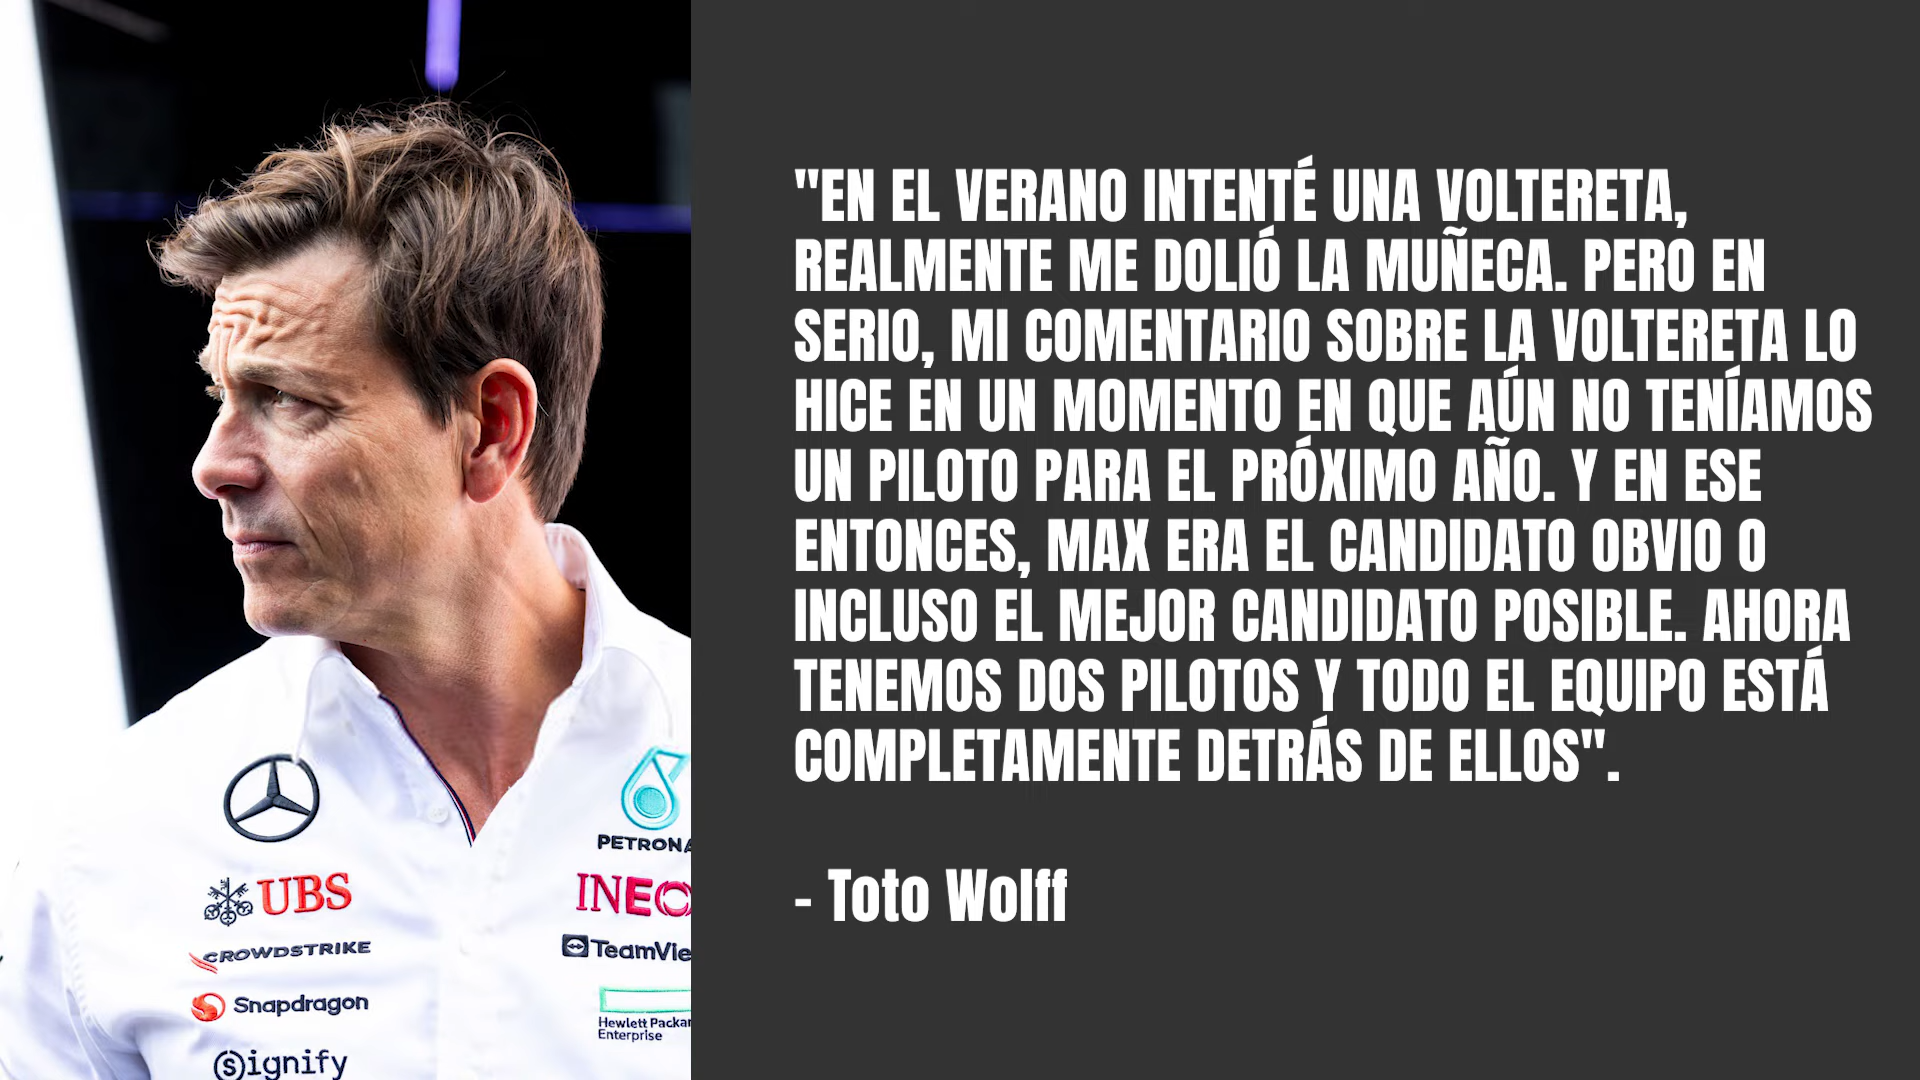 "EN EL VERANO INTENTÉ UNA VOLTERETA,
REALMENTE ME DOLIÓ LA MUÑECA. PERO EN
SERIO, MI COMENTARIO SOBRE LA VOLTERETA LO
HICE EN UN MOMENTO EN QUE AÚN NO TENÍAMOS
UN PILOTO PARA EL PRÓXIMO AÑO. Y EN ESE
ENTONCES, MAX ERA EL CANDIDATO OBVIO O
INCLUSO EL MEJOR CANDIDATO POSIBLE. AHORA
TENEMOS DOS PILOTOS Y TODO EL EQUIPO ESTÁ
COMPLETAMENTE DETRÁS DE ELLOS".
- Toto Wolff
PETRONA
UBS
INEO
CROWDSTRIKE
TeamVie
Snapdragon
Hewlett Packar
Enterprise
signify